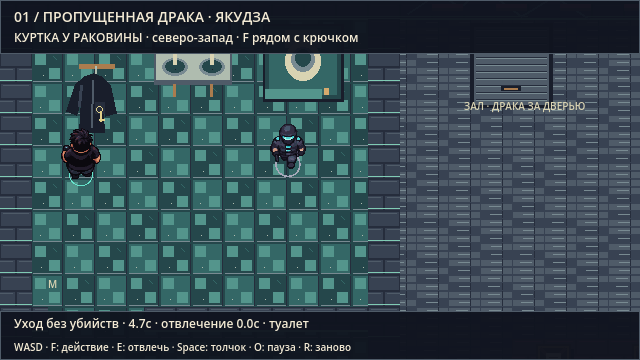 01 / ПРОПУЩЕННАЯ ДРАКА · ЯКУДЗА
КУРТКА У РАКОВИНЫ · северо-запад · F рядом с крючком
ЗАЛ · ДРАКА ЗА ДВЕРЬЮ
М
Уход без убийств · 4.7с · отвлечение 0.0с · туалет
WASD · F: действие · E: отвлечь · Space: толчок · O: пауза · R: заново